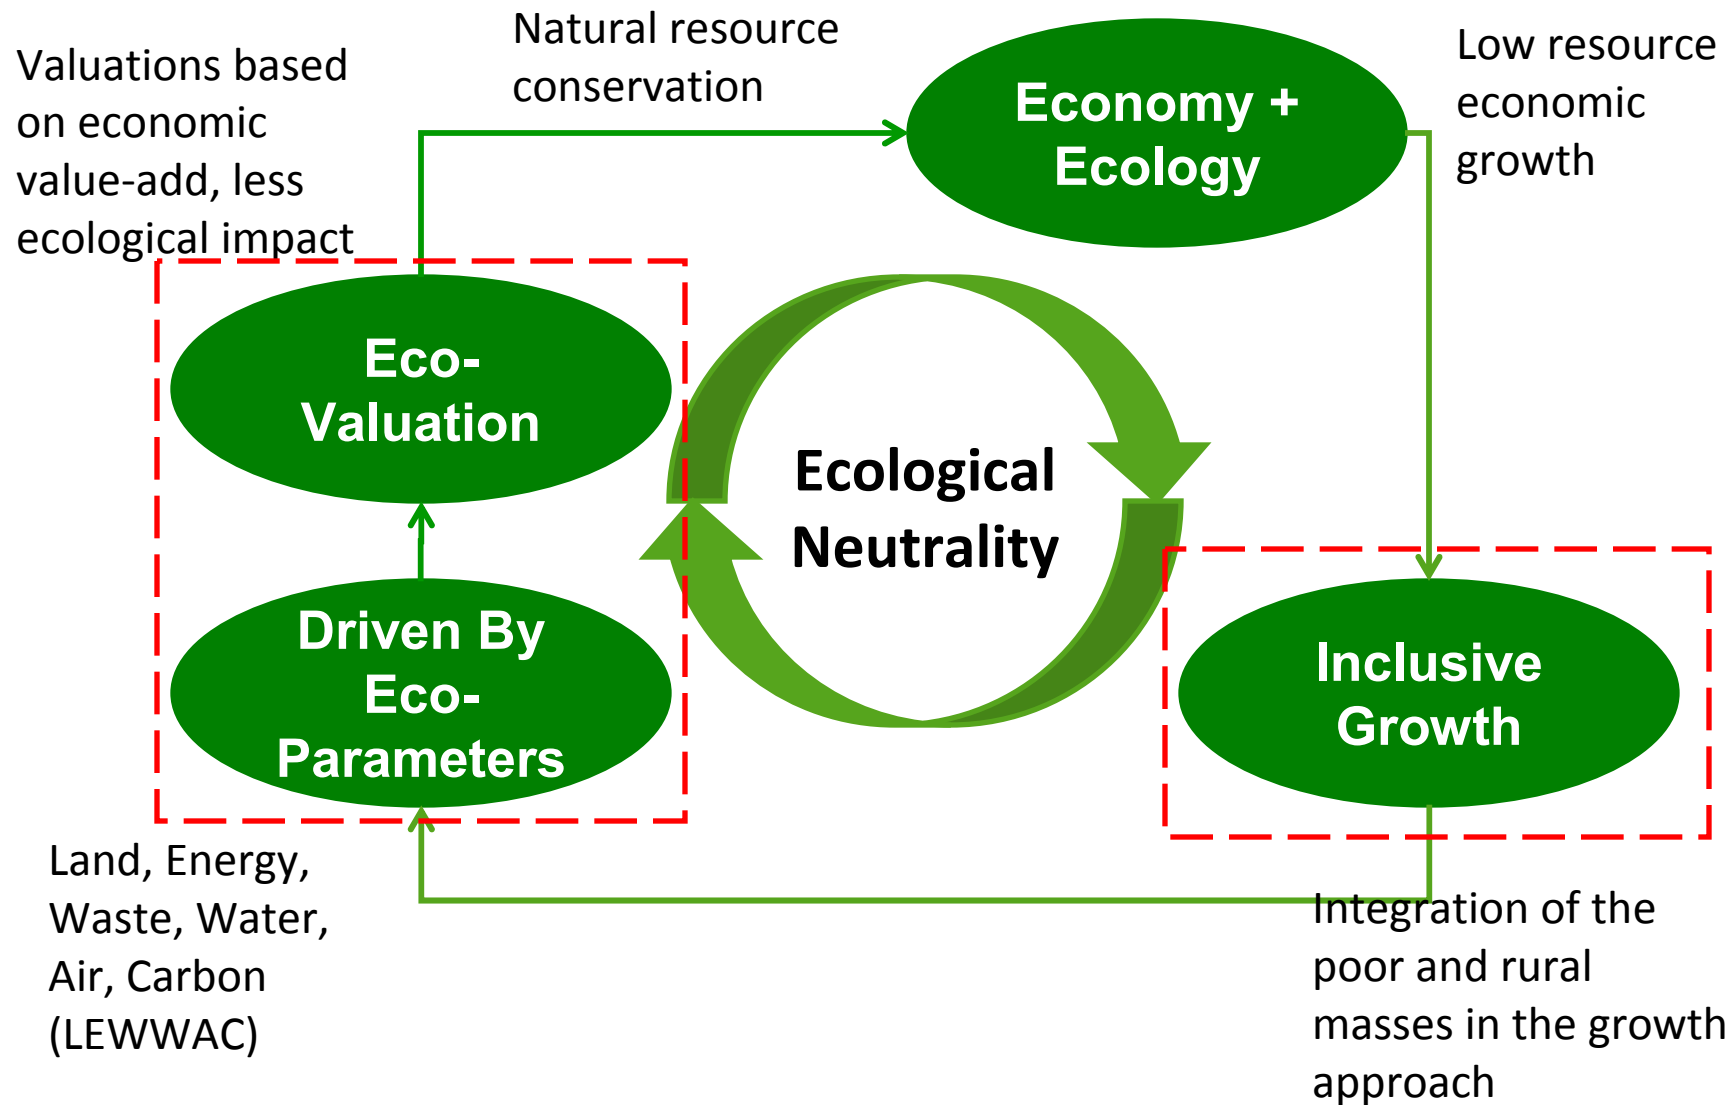 Natural resource
conservation
Valuations based
on economic
value-add, less
ecological impact
Economy +
Ecology
Low resource
economic
growth
Eco-
Valuation
Ecological
Neutrality
Driven By
Eco-
Parameters
Inclusive
Growth
Land, Energy,
Waste, Water,
Air, Carbon
(LEWWAC)
Integration of the
poor and rural
masses in the growth
approach